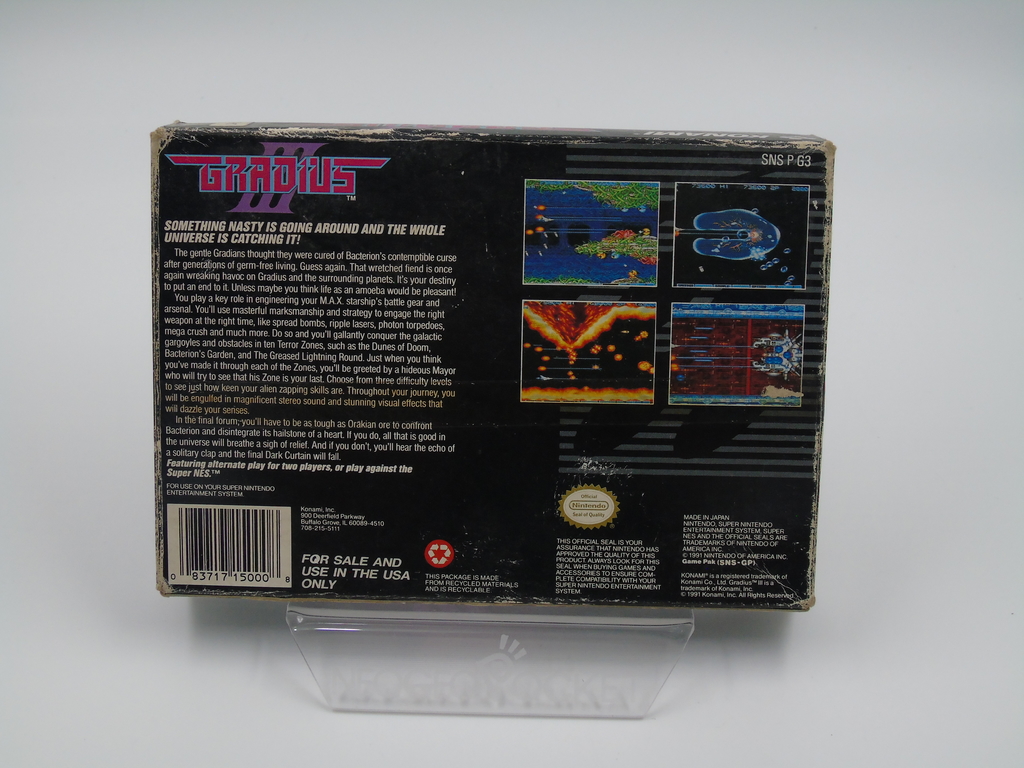 KONAMI
III
GRADIUS
TM
SNS P G3
SOMETHING NASTY IS GOING AROUND AND THE WHOLE
UNIVERSE IS CATCHING IT!
The gentle Gradians thought they were cured of Bacterion's contemptible curse
after generations of germ-free living. Guess again. That wretched fiend is once
again wreaking havoc on Gradius and the surrounding planets. It's your destiny
to put an end to it. Unless maybe you think life as an amoeba would be pleasant!
You play a key role in engineering your M.A.X. starship's battle gear and
arsenal. You'll use masterful marksmanship and strategy to engage the right
weapon at the right time, like spread bombs, ripple lasers, photon torpedoes,
mega crush and much more. Do so and you'll gallantly conquer the galactic
gargoyles and obstacles in ten Terror Zones, such as the Dunes of Doom,
Bacterion's Garden, and The Greased Lightning Round. Just when you think
you've made it through each of the Zones, you'll be greeted by a hideous Mayor
who will try to see that his Zone is your last. Choose from three difficulty levels
to see just how keen your alien zapping skills are. Throughout your journey, you
will be engulfed in magnificent stereo sound and stunning visual effects that
will dazzle your senses.
In the final forum, you'll have to be as tough as Orakian ore to confront
Bacterion and disintegrate its hailstone of a heart. If you do, all that is good in
the universe will breathe a sigh of relief. And if you don't, you'll hear the echo of
a solitary clap and the final Dark Curtain will fall.
Featuring alternate play for two players, or play against the
Super NES.™
FOR USE ON YOUR SUPER NINTENDO
ENTERTAINMENT SYSTEM
73600 HI 73600 2P
Konami, Inc.
900 Deerfield Parkway
Buffalo Grove, IL 60089-4510
708-215-5111
0 83717 15000 8
FOR SALE AND
USE IN THE USA
ONLY
THIS PACKAGE IS MADE
FROM RECYCLED MATERIALS
AND IS RECYCLABLE.
Official
Nintendo
Seal of Quality
THIS OFFICIAL SEAL IS YOUR
ASSURANCE THAT NINTENDO HAS
APPROVED THE QUALITY OF THIS
PRODUCT. ALWAYS LOOK FOR THIS
SEAL WHEN BUYING GAMES AND
ACCESSORIES TO ENSURE COM-
PLETE COMPATIBILITY WITH YOUR
SUPER NINTENDO ENTERTAINMENT
SYSTEM.
MADE IN JAPAN
NINTENDO, SUPER NINTENDO
ENTERTAINMENT SYSTEM, SUPER
NES AND THE OFFICIAL SEALS ARE
TRADEMARKS OF NINTENDO OF
AMERICA INC.
© 1991 NINTENDO OF AMERICA INC.
Game Pak (SNS-GP)
KONAMI® is a registered trademark of
Konami Co., Ltd. Gradius™ III is a
trademark of Konami, Inc.
© 1991 Konami, Inc. All Rights Reserved.
NEOGEO POCKET